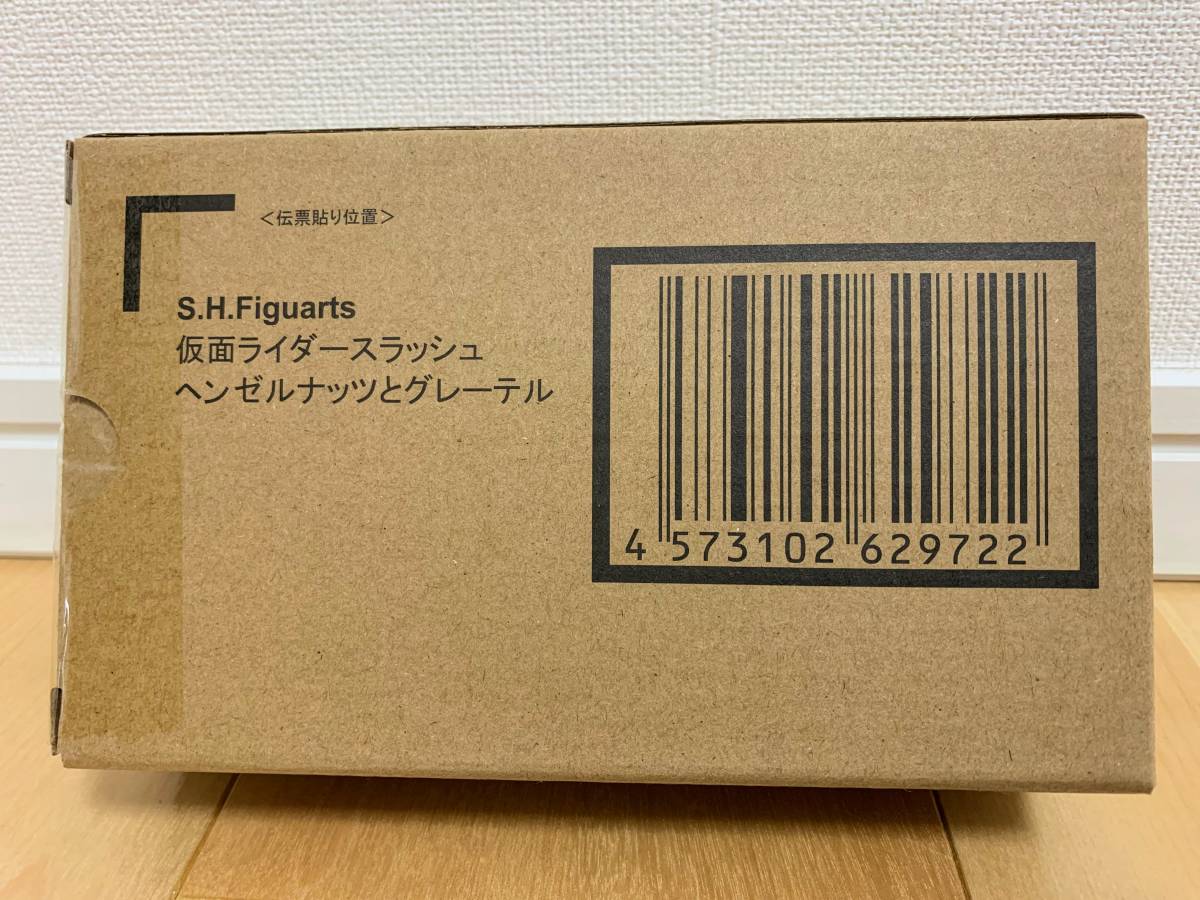 <伝票貼り位置>
S.H.Figuarts
仮面ライダースラッシュ
ヘンゼルナッツとグレーテル
4 573102 629722